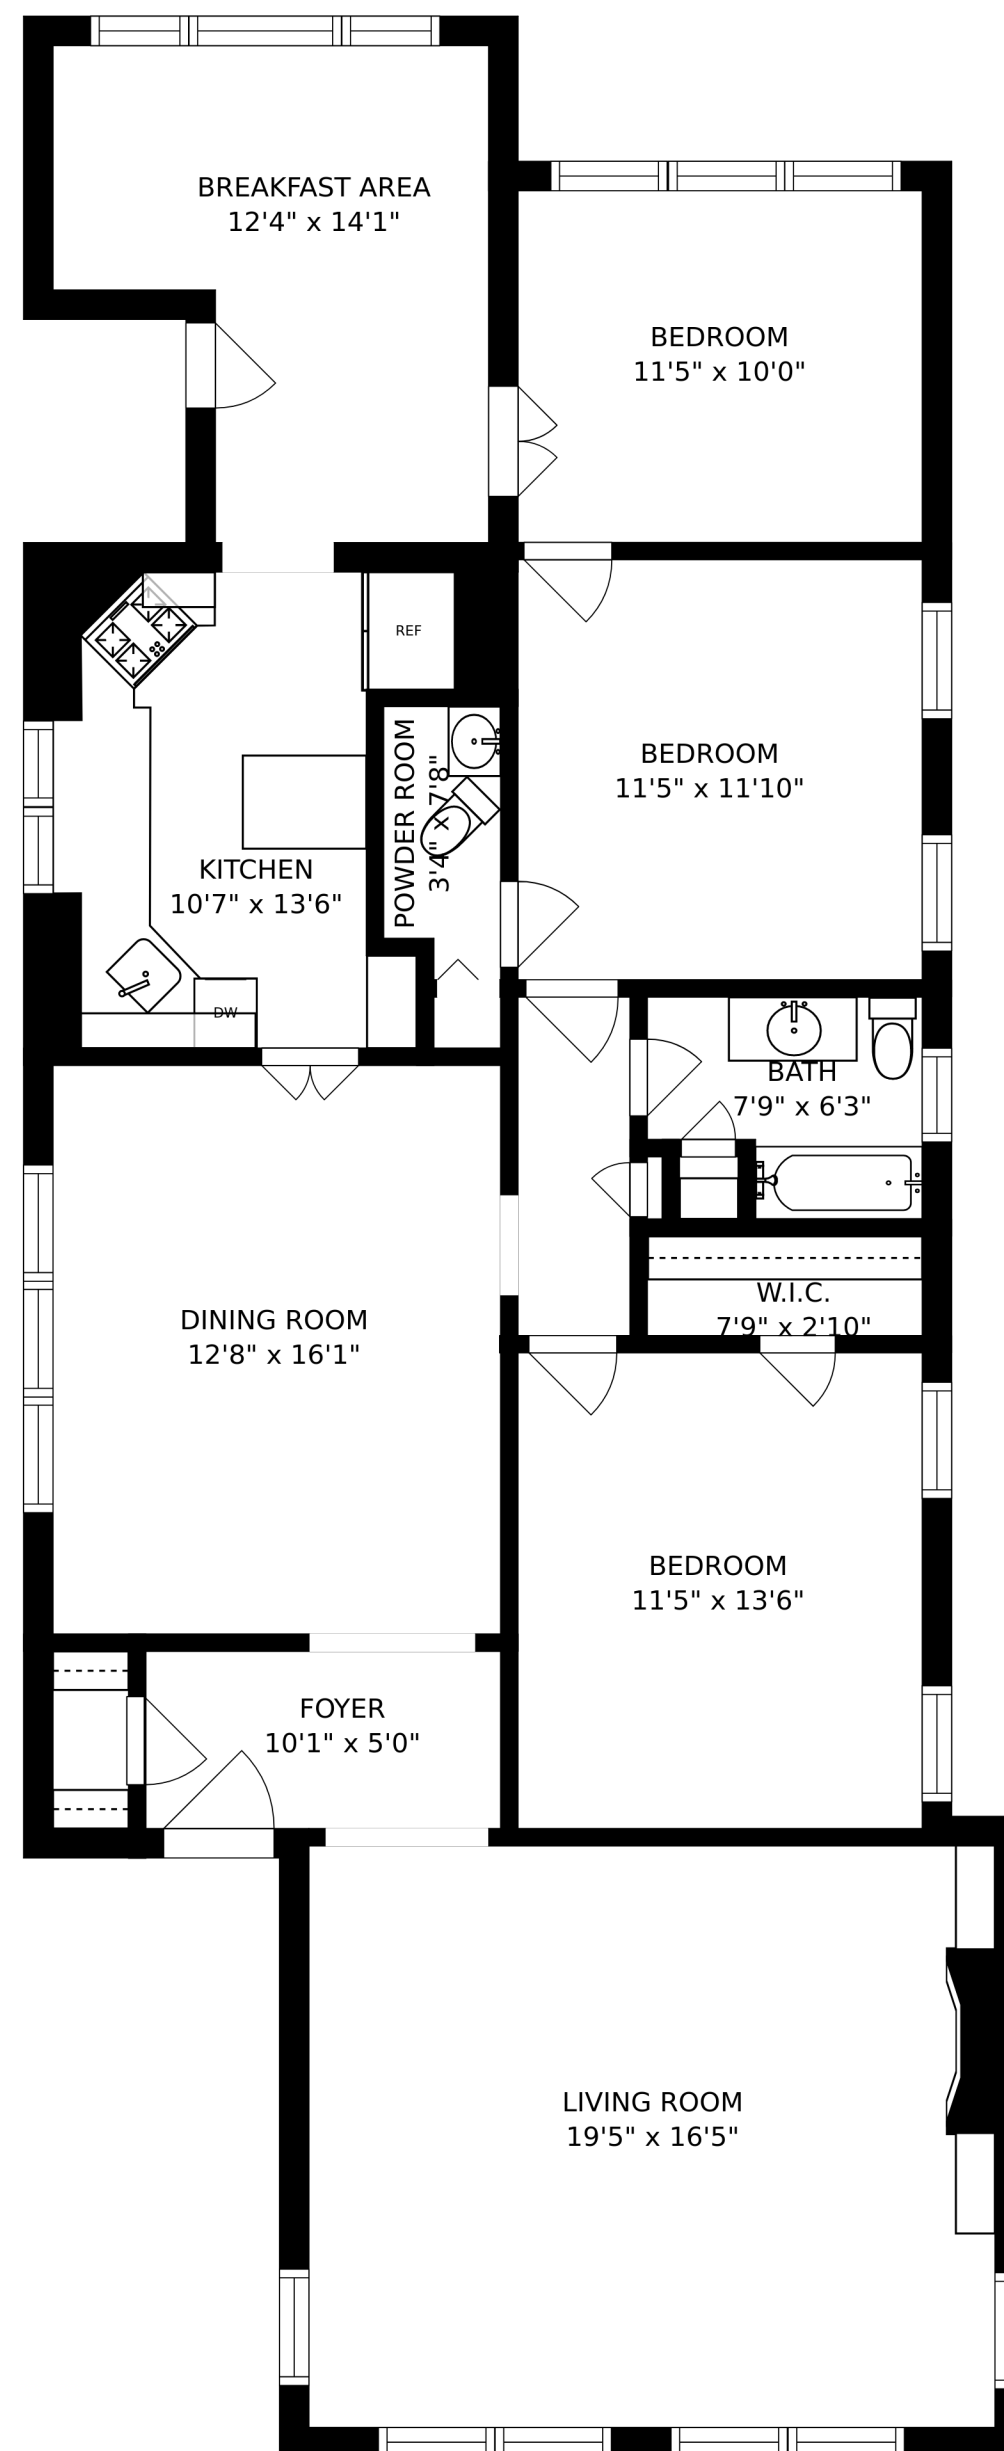 BREAKFAST AREA
12'4" x 14'1"
BEDROOM
11'5" x 10'0"
REF
POWDER ROOM
3'4" x 7'8"
BEDROOM
11'5" x 11'10"
KITCHEN
10'7" x 13'6"
DW
BATH
7'9" x 6'3"
W.I.C.
7'9" x 2'10"
DINING ROOM
12'8" x 16'1"
BEDROOM
11'5" x 13'6"
FOYER
10'1" x 5'0"
LIVING ROOM
19'5" x 16'5"